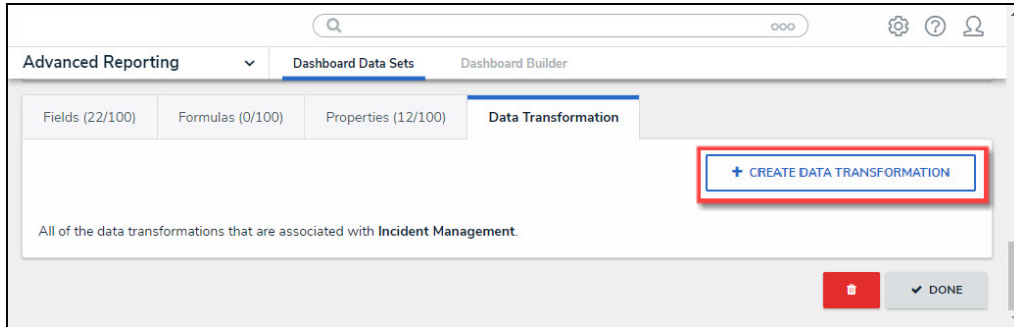 Advanced Reporting Dashboard Data Sets Dashboard Builder
Fields (22/100) Formulas (0/100) Properties (12/100) Data Transformation
+ CREATE DATA TRANSFORMATION
All of the data transformations that are associated with Incident Management.
DONE